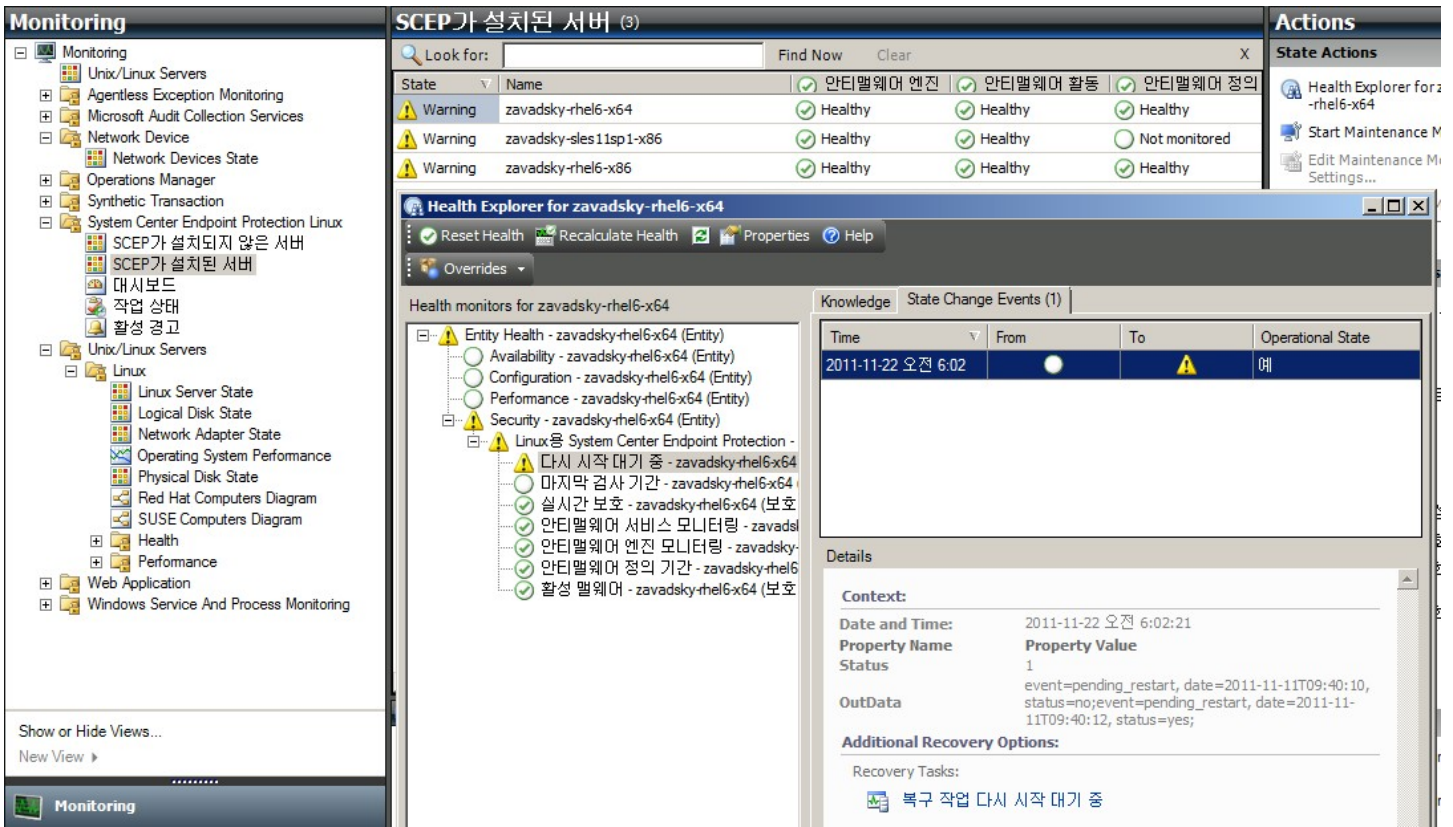 Monitoring
Monitoring
Unix/Linux Servers
Agentless Exception Monitoring
Microsoft Audit Collection Services
Network Device
Network Devices State
Operations Manager
Synthetic Transaction
System Center Endpoint Protection Linux
SCEP가 설치되지 않은 서버
SCEP가 설치된 서버
대시보드
작업 상태
활성 경고
Unix/Linux Servers
Linux
Linux Server State
Logical Disk State
Network Adapter State
Operating System Performance
Physical Disk State
Red Hat Computers Diagram
SUSE Computers Diagram
Health
Performance
Web Application
Windows Service And Process Monitoring
Show or Hide Views...
New View
Monitoring
SCEP가 설치된 서버 (3)
Look for: Find Now Clear X
State Name 안티맬웨어 엔진 안티맬웨어 활동 안티맬웨어 정의
Warning zavadsky-rhel6-x64 Healthy Healthy Healthy
Warning zavadsky-sles11sp1-x86 Healthy Healthy Not monitored
Warning zavadsky-rhel6-x86 Healthy Healthy Healthy
Health Explorer for zavadsky-rhel6-x64
Reset Health Recalculate Health Properties Help
Overrides
Health monitors for zavadsky-rhel6-x64
Entity Health - zavadsky-rhel6-x64 (Entity)
Availability - zavadsky-rhel6-x64 (Entity)
Configuration - zavadsky-rhel6-x64 (Entity)
Performance - zavadsky-rhel6-x64 (Entity)
Security - zavadsky-rhel6-x64 (Entity)
Linux용 System Center Endpoint Protection -
다시 시작 대기 중 - zavadsky-rhel6-x64
마지막 검사 기간 - zavadsky-rhel6-x64 (
실시간 보호 - zavadsky-rhel6-x64 (보호
안티맬웨어 서비스 모니터링 - zavads
안티맬웨어 엔진 모니터링 - zavadsky-
안티맬웨어 정의 기간 - zavadsky-rhel6
활성 맬웨어 - zavadsky-rhel6-x64 (보호
Knowledge State Change Events (1)
Time From To Operational State
2011-11-22 오전 6:02 예
Details
Context:
Date and Time: 2011-11-22 오전 6:02:21
Property Name Property Value
Status 1
OutData event=pending_restart, date=2011-11-11T09:40:10,
status=no;event=pending_restart, date=2011-11-
11T09:40:12, status=yes;
Additional Recovery Options:
Recovery Tasks:
복구 작업 다시 시작 대기 중
Actions
State Actions
Health Explorer for z
-rhel6-x64
Start Maintenance M
Edit Maintenance Mo
Settings...